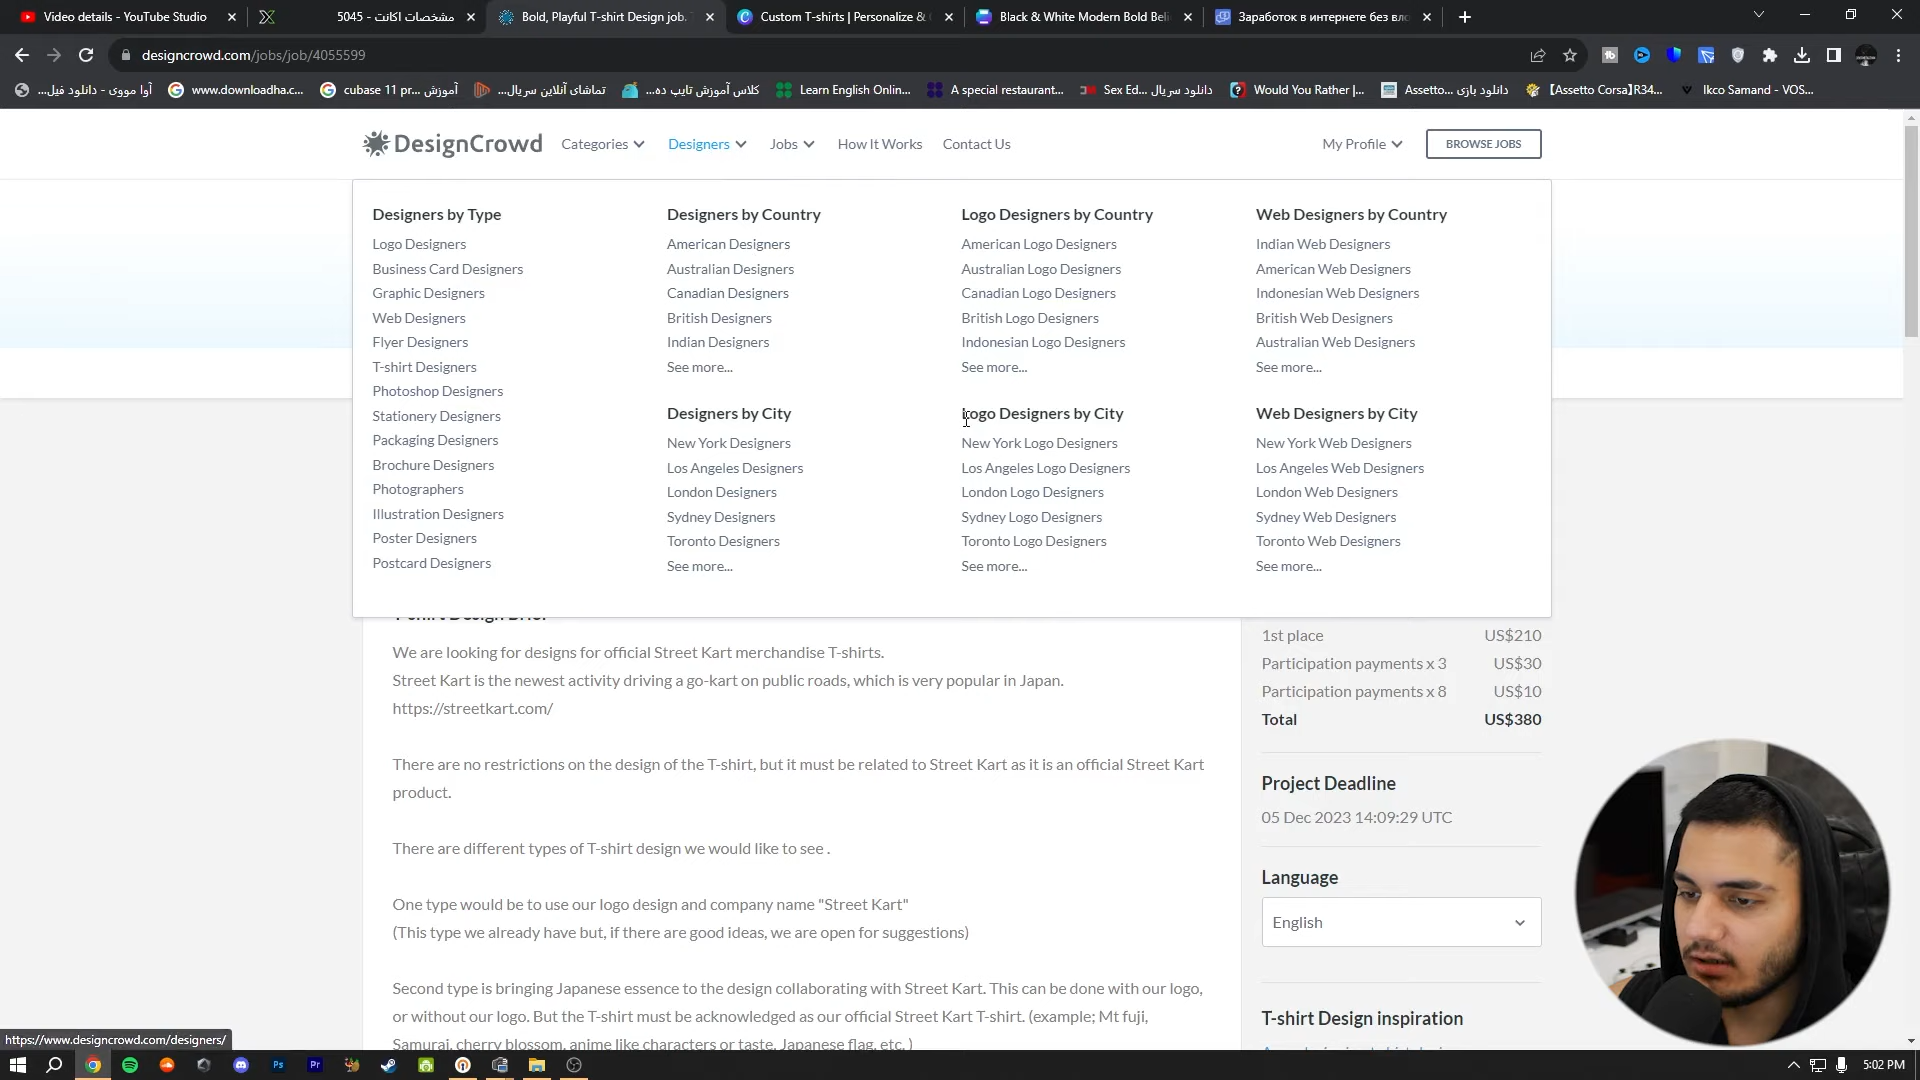 Video details - YouTube Studio
مشخصات اکانت - 5045
Bold, Playful T-shirt Design job.
Custom T-shirts | Personalize &
Black & White Modern Bold Beli
Заработок в интернете без вло
designcrowd.com/jobs/job/4055599
آوا مووی - دانلود فیل...
www.downloadha.c...
آموزش cubase 11 pr...
تماشای آنلاین سریال...
کلاس آموزش تایپ ده...
Learn English Onlin...
A special restaurant...
دانلود سریال Sex Ed...
Would You Rather |...
دانلود بازی Assetto...
【Assetto Corsa】R34...
Ikco Samand - VOS...
DesignCrowd
Categories
Designers
Jobs
How It Works
Contact Us
My Profile
BROWSE JOBS
Designers by Type
Logo Designers
Business Card Designers
Graphic Designers
Web Designers
Flyer Designers
T-shirt Designers
Photoshop Designers
Stationery Designers
Packaging Designers
Brochure Designers
Photographers
Illustration Designers
Poster Designers
Postcard Designers
Designers by Country
American Designers
Australian Designers
Canadian Designers
British Designers
Indian Designers
See more...
Designers by City
New York Designers
Los Angeles Designers
London Designers
Sydney Designers
Toronto Designers
See more...
Logo Designers by Country
American Logo Designers
Australian Logo Designers
Canadian Logo Designers
British Logo Designers
Indonesian Logo Designers
See more...
Logo Designers by City
New York Logo Designers
Los Angeles Logo Designers
London Logo Designers
Sydney Logo Designers
Toronto Logo Designers
See more...
Web Designers by Country
Indian Web Designers
American Web Designers
Indonesian Web Designers
British Web Designers
Australian Web Designers
See more...
Web Designers by City
New York Web Designers
Los Angeles Web Designers
London Web Designers
Sydney Web Designers
Toronto Web Designers
See more...
T-shirt Design Brief
We are looking for designs for official Street Kart merchandise T-shirts.
Street Kart is the newest activity driving a go-kart on public roads, which is very popular in Japan.
https://streetkart.com/
There are no restrictions on the design of the T-shirt, but it must be related to Street Kart as it is an official Street Kart
product.
There are different types of T-shirt design we would like to see .
One type would be to use our logo design and company name "Street Kart"
(This type we already have but, if there are good ideas, we are open for suggestions)
Second type is bringing Japanese essence to the design collaborating with Street Kart. This can be done with our logo,
or without our logo. But the T-shirt must be acknowledged as our official Street Kart T-shirt. (example; Mt fuji,
Samurai, cherry blossom, anime like characters or taste, Japanese flag, etc. )
1st place US$210
Participation payments x 3 US$30
Participation payments x 8 US$10
Total US$380
Project Deadline
05 Dec 2023 14:09:29 UTC
Language
English
T-shirt Design inspiration
https://www.designcrowd.com/designers/
Ps
Pr
5:02 PM